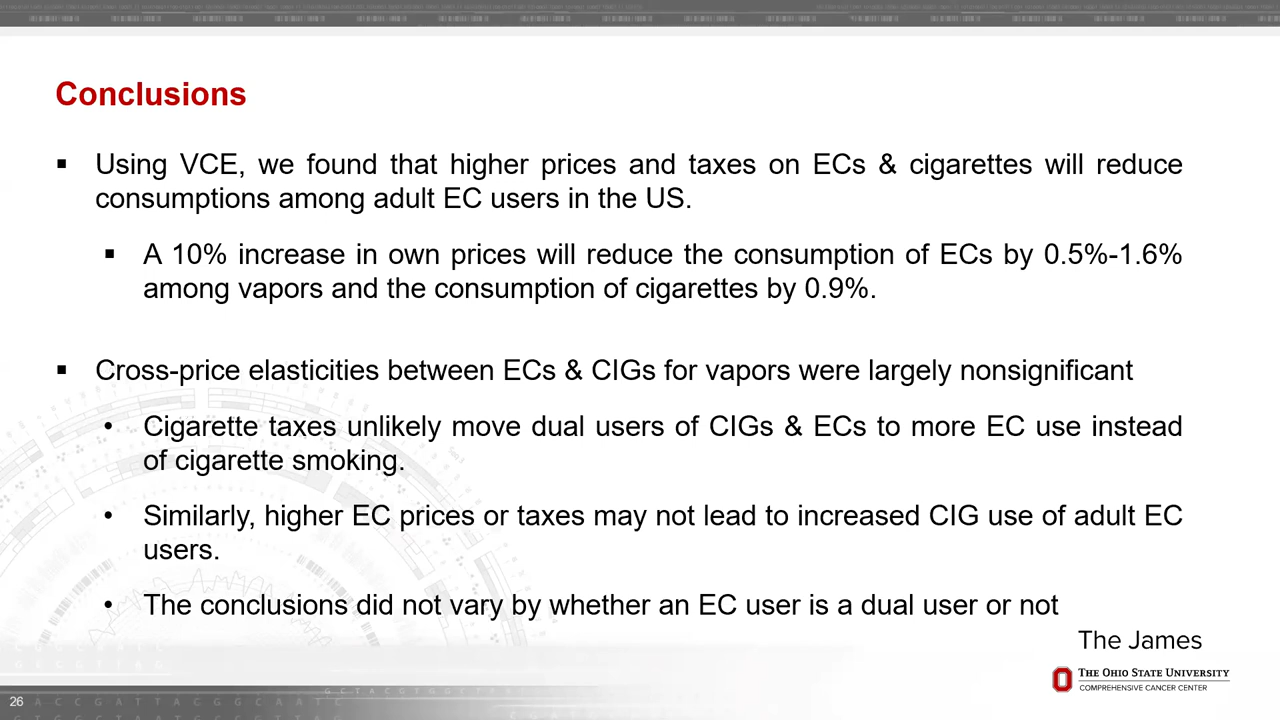 Conclusions
▪ Using VCE, we found that higher prices and taxes on ECs & cigarettes will reduce
consumptions among adult EC users in the US.
▪ A 10% increase in own prices will reduce the consumption of ECs by 0.5%-1.6%
among vapors and the consumption of cigarettes by 0.9%.
▪ Cross-price elasticities between ECs & CIGs for vapors were largely nonsignificant
• Cigarette taxes unlikely move dual users of CIGs & ECs to more EC use instead
of cigarette smoking.
• Similarly, higher EC prices or taxes may not lead to increased CIG use of adult EC
users.
• The conclusions did not vary by whether an EC user is a dual user or not
The James
THE OHIO STATE UNIVERSITY
COMPREHENSIVE CANCER CENTER
26